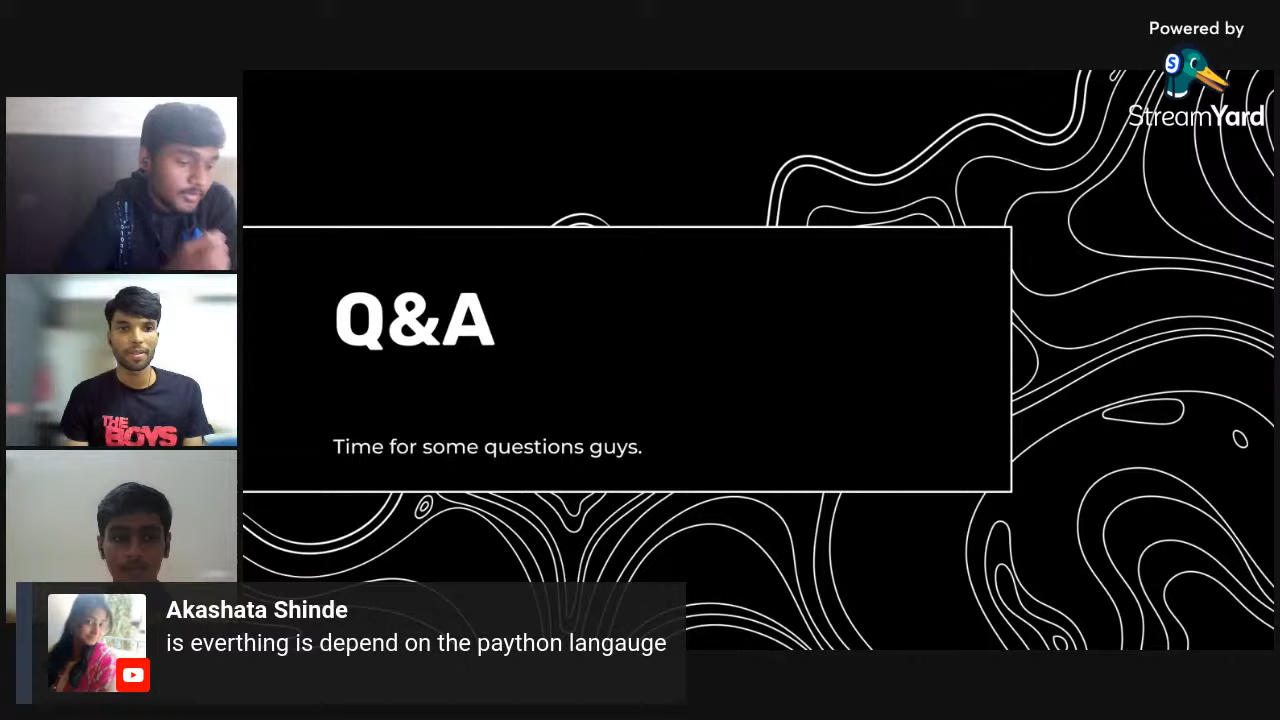 Powered by
StreamYard
Q&A
Time for some questions guys.
THE
BOYS
Akashata Shinde
is everthing is depend on the paython langauge